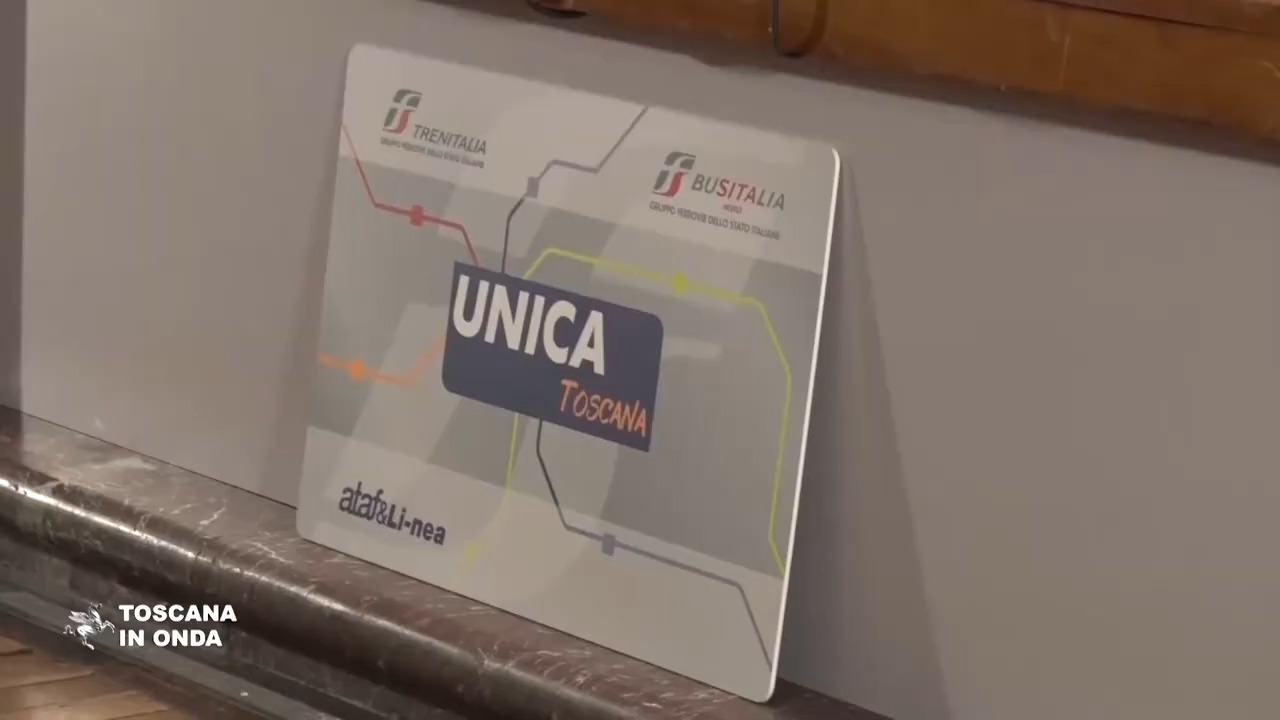 TRENITALIA
GRUPPO FERROVIE DELLO STATO ITALIANE
BUSITALIA
GRUPPO FERROVIE DELLO STATO ITALIANE
UNICA
TOSCANA
ataf&Li-nea
TOSCANA
IN ONDA